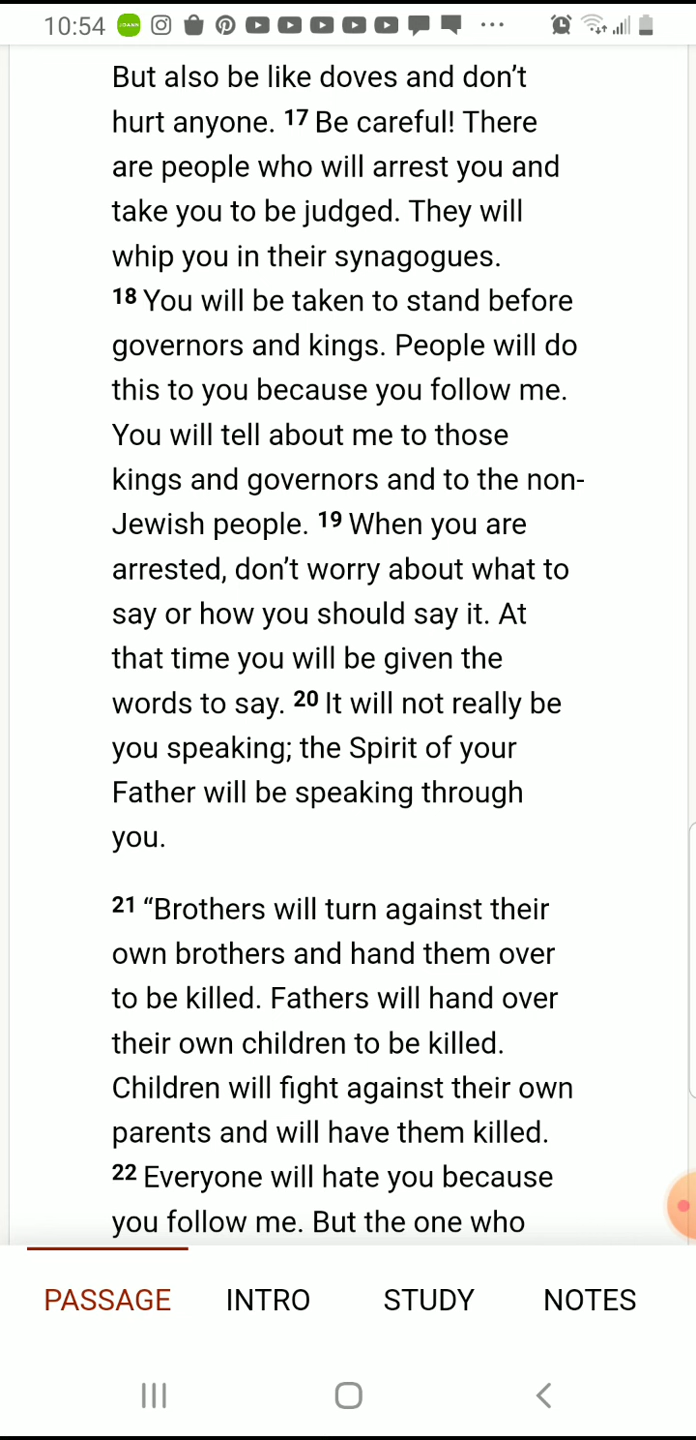 10:54
JOANN
But also be like doves and don’t
hurt anyone. 17 Be careful! There
are people who will arrest you and
take you to be judged. They will
whip you in their synagogues.
18 You will be taken to stand before
governors and kings. People will do
this to you because you follow me.
You will tell about me to those
kings and governors and to the non-
Jewish people. 19 When you are
arrested, don’t worry about what to
say or how you should say it. At
that time you will be given the
words to say. 20 It will not really be
you speaking; the Spirit of your
Father will be speaking through
you.
21 “Brothers will turn against their
own brothers and hand them over
to be killed. Fathers will hand over
their own children to be killed.
Children will fight against their own
parents and will have them killed.
22 Everyone will hate you because
you follow me. But the one who
PASSAGE INTRO STUDY NOTES